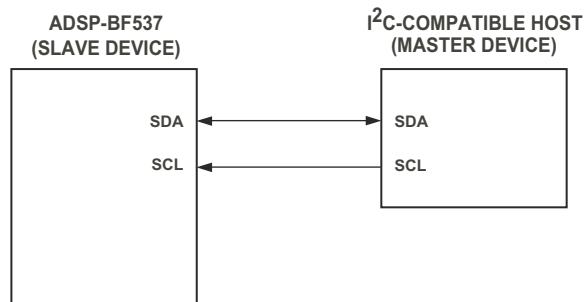 ADSP-BF537
(SLAVE DEVICE)
I²C-COMPATIBLE HOST
(MASTER DEVICE)
SDA
SDA
SCL
SCL